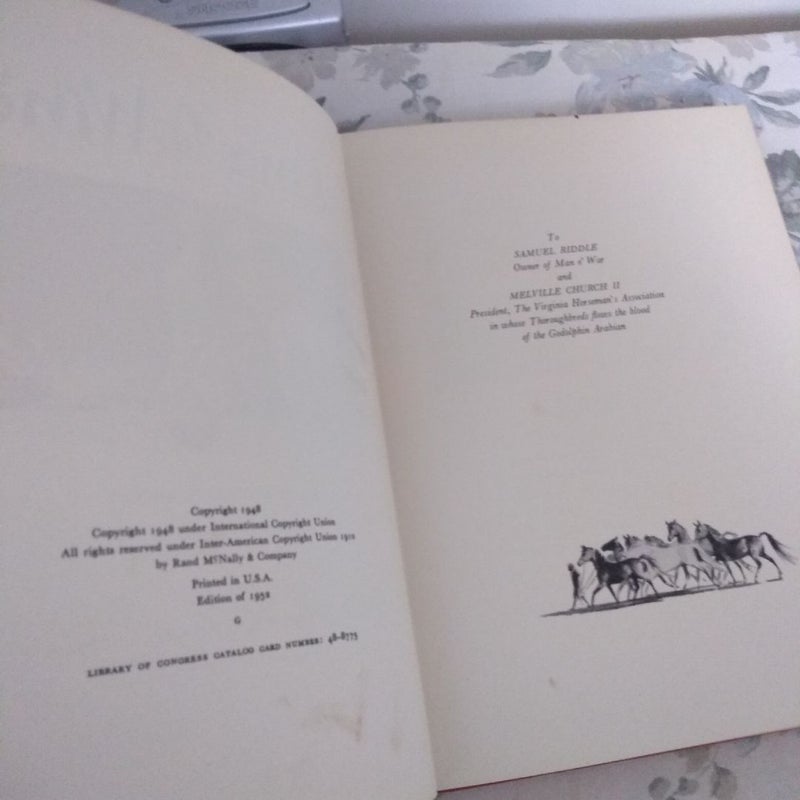 Copyright 1948
Copyright 1948 under International Copyright Union
All rights reserved under Inter-American Copyright Union 1910
by Rand McNally & Company
Printed in U.S.A.
Edition of 1952
G
LIBRARY OF CONGRESS CATALOG CARD NUMBER: 48-8775
To
SAMUEL RIDDLE
Owner of Man o' War
and
MELVILLE CHURCH II
President, The Virginia Horseman's Association
in whose Thoroughbreds flows the blood
of the Godolphin Arabian